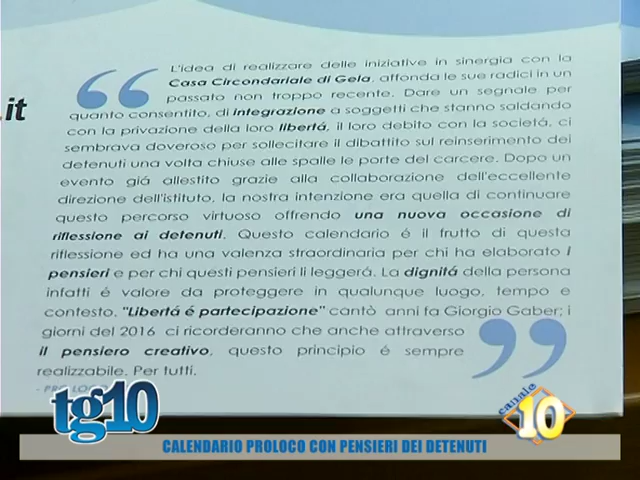 .it
L'idea di realizzare delle iniziative in sinergia con la
Casa Circondariale di Gela, affonda le sue radici in un
passato non troppo recente. Dare un segnale per
quanto consentito, di integrazione a soggetti che stanno saldando
con la privazione della loro libertá, il loro debito con la societá, ci
sembrava doveroso per sollecitare il dibattito sul reinserimento dei
detenuti una volta chiuse alle spalle le porte del carcere. Dopo un
evento giá allestito grazie alla collaborazione dell'eccellente
direzione dell'istituto, la nostra intenzione era quella di continuare
questo percorso virtuoso offrendo una nuova occasione di
riflessione ai detenuti. Questo calendario é il frutto di questa
riflessione ed ha una valenza straordinaria per chi ha elaborato i
pensieri e per chi questi pensieri li leggerá. La dignitá della persona
infatti é valore da proteggere in qualunque luogo, tempo e
contesto. "Libertá é partecipazione" cantò anni fa Giorgio Gaber; i
giorni del 2016 ci ricorderanno che anche attraverso
il pensiero creativo, questo principio é sempre
realizzabile. Per tutti.
- PRO LOCO
tg10
canale 10
CALENDARIO PROLOCO CON PENSIERI DEI DETENUTI